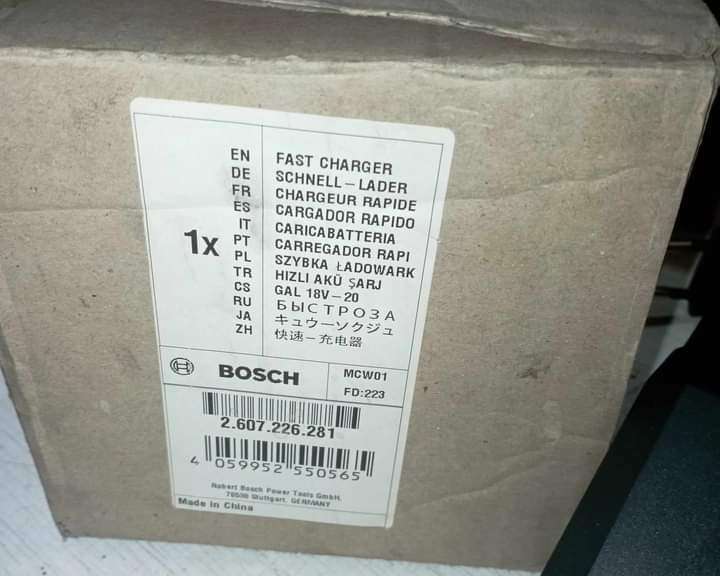 1x
EN FAST CHARGER
DE SCHNELL–LADER
FR CHARGEUR RAPIDE
ES CARGADOR RAPIDO
IT CARICABATTERIA
PT CARREGADOR RAPI
PL SZYBKA ŁADOWARK
TR HIZLI AKÜ ŞARJ
CS GAL 18V–20
RU БЫСТРОЗА
JA キュウーソクジュ
ZH 快速–充电器
BOSCH
MCW01
FD:223
2.607.226.281
4 059952 550565
Robert Bosch Power Tools GmbH.
70538 Stuttgart. GERMANY
Made in China